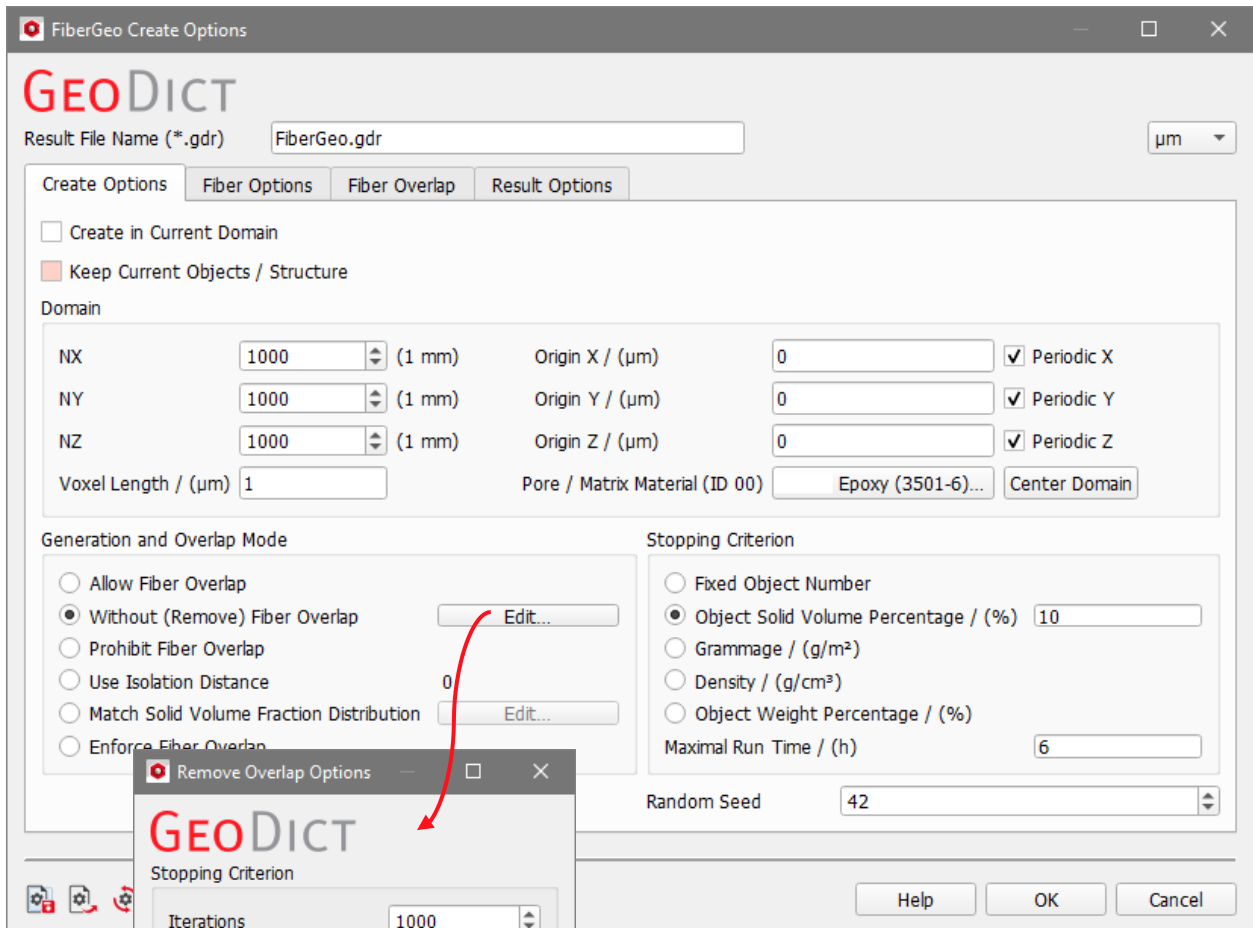 FiberGeo Create Options
GEODICT
Result File Name (*.gdr) FiberGeo.gdr µm
Create Options Fiber Options Fiber Overlap Result Options
Create in Current Domain
Keep Current Objects / Structure
Domain
NX 1000 (1 mm) Origin X / (µm) 0 Periodic X
NY 1000 (1 mm) Origin Y / (µm) 0 Periodic Y
NZ 1000 (1 mm) Origin Z / (µm) 0 Periodic Z
Voxel Length / (µm) 1 Pore / Matrix Material (ID 00) Epoxy (3501-6)... Center Domain
Generation and Overlap Mode
Allow Fiber Overlap
Without (Remove) Fiber Overlap Edit...
Prohibit Fiber Overlap
Use Isolation Distance 0
Match Solid Volume Fraction Distribution Edit...
Enforce Fiber Overlap
Stopping Criterion
Fixed Object Number
Object Solid Volume Percentage / (%) 10
Grammage / (g/m²)
Density / (g/cm³)
Object Weight Percentage / (%)
Maximal Run Time / (h) 6
Random Seed 42
Remove Overlap Options
GEODICT
Stopping Criterion
Iterations 1000
Help OK Cancel